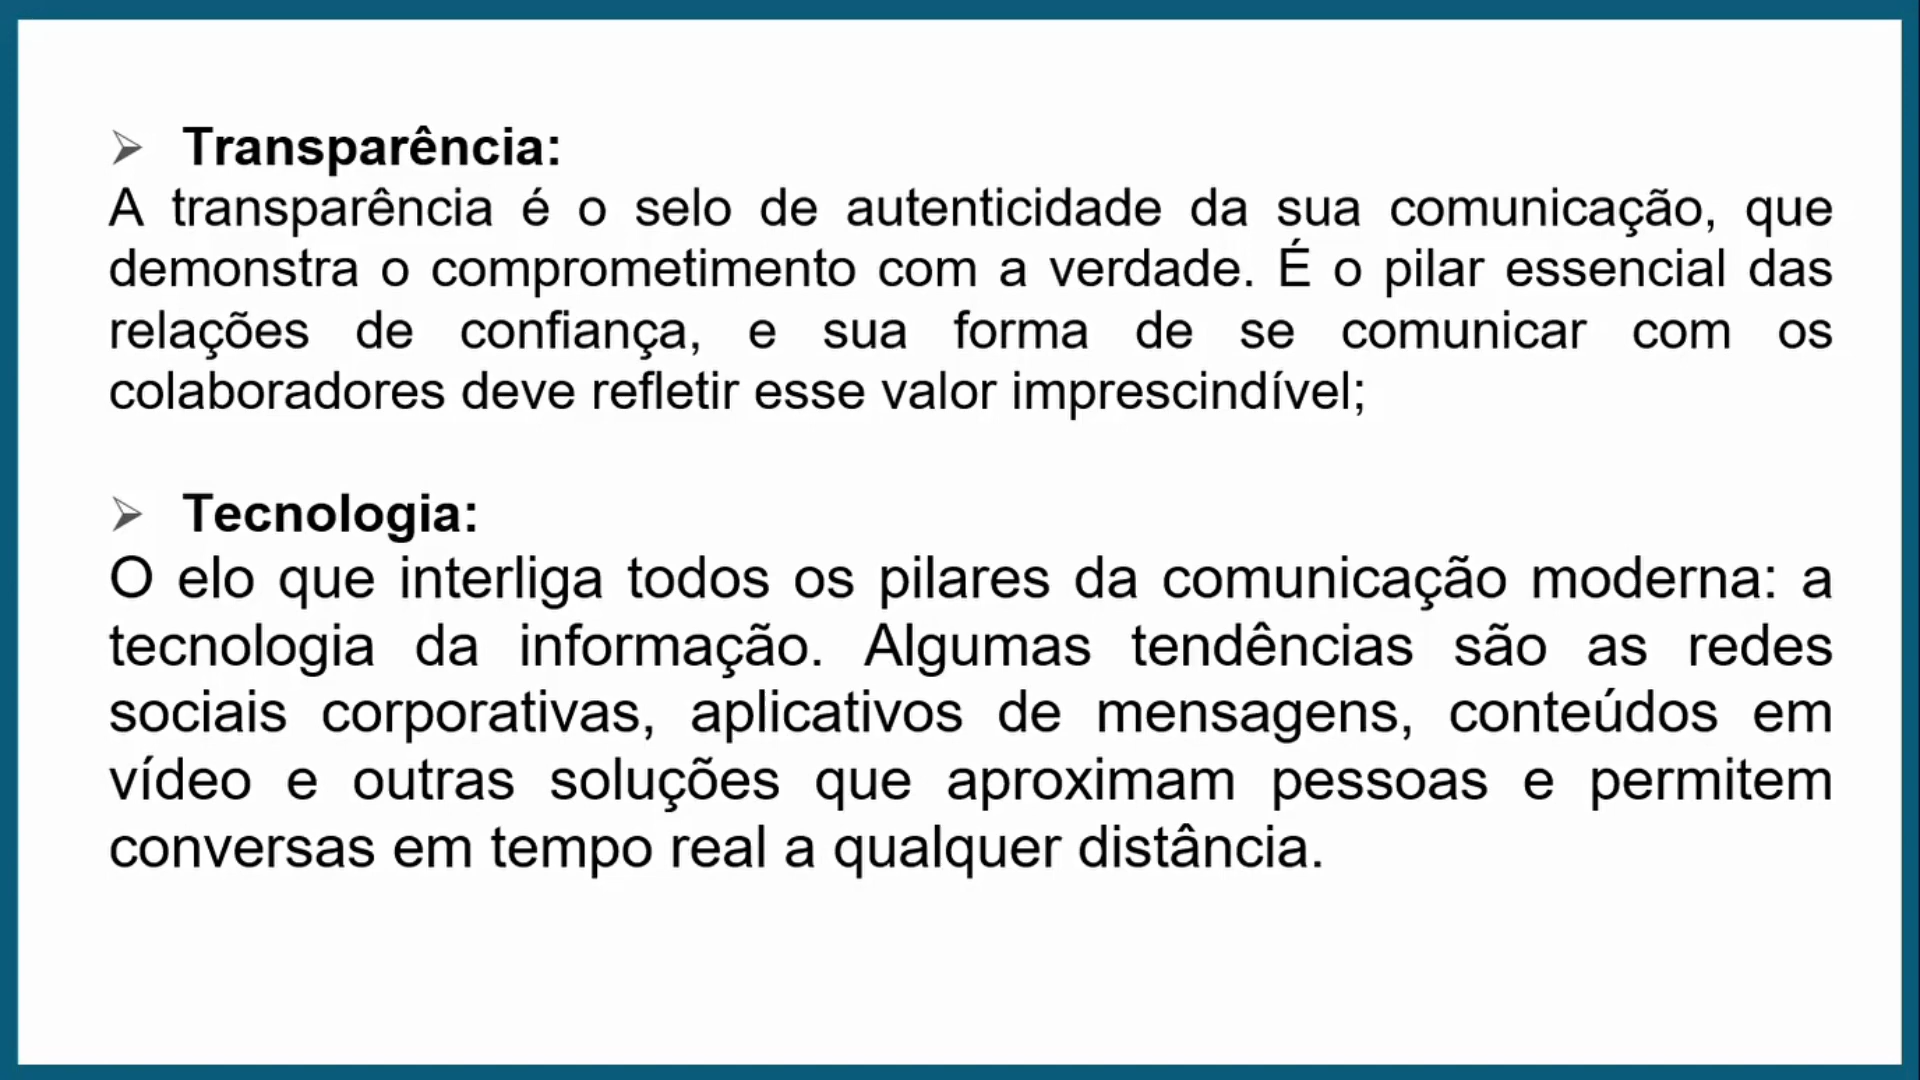 ➢ Transparência:
A transparência é o selo de autenticidade da sua comunicação, que
demonstra o comprometimento com a verdade. É o pilar essencial das
relações de confiança, e sua forma de se comunicar com os
colaboradores deve refletir esse valor imprescindível;
➢ Tecnologia:
O elo que interliga todos os pilares da comunicação moderna: a
tecnologia da informação. Algumas tendências são as redes
sociais corporativas, aplicativos de mensagens, conteúdos em
vídeo e outras soluções que aproximam pessoas e permitem
conversas em tempo real a qualquer distância.